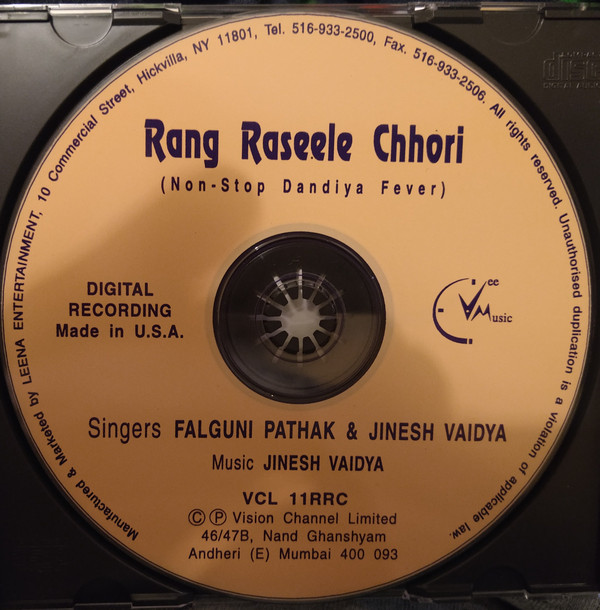 Manufactured & Marketed by LEENA ENTERTAINMENT, 10 Commercial Street, Hickvilla, NY 11801, Tel. 516-933-2500, Fax. 516-933-2506. All rights reserved. Unauthorised duplication is a violation of applicable law.
Rang Raseele Chhori
(Non-Stop Dandiya Fever)
DIGITAL
RECORDING
Made in U.S.A.
Vee
Music
Singers FALGUNI PATHAK & JINESH VAIDYA
Music JINESH VAIDYA
VCL 11RRC
©℗ Vision Channel Limited
46/47B, Nand Ghanshyam
Andheri (E) Mumbai 400 093